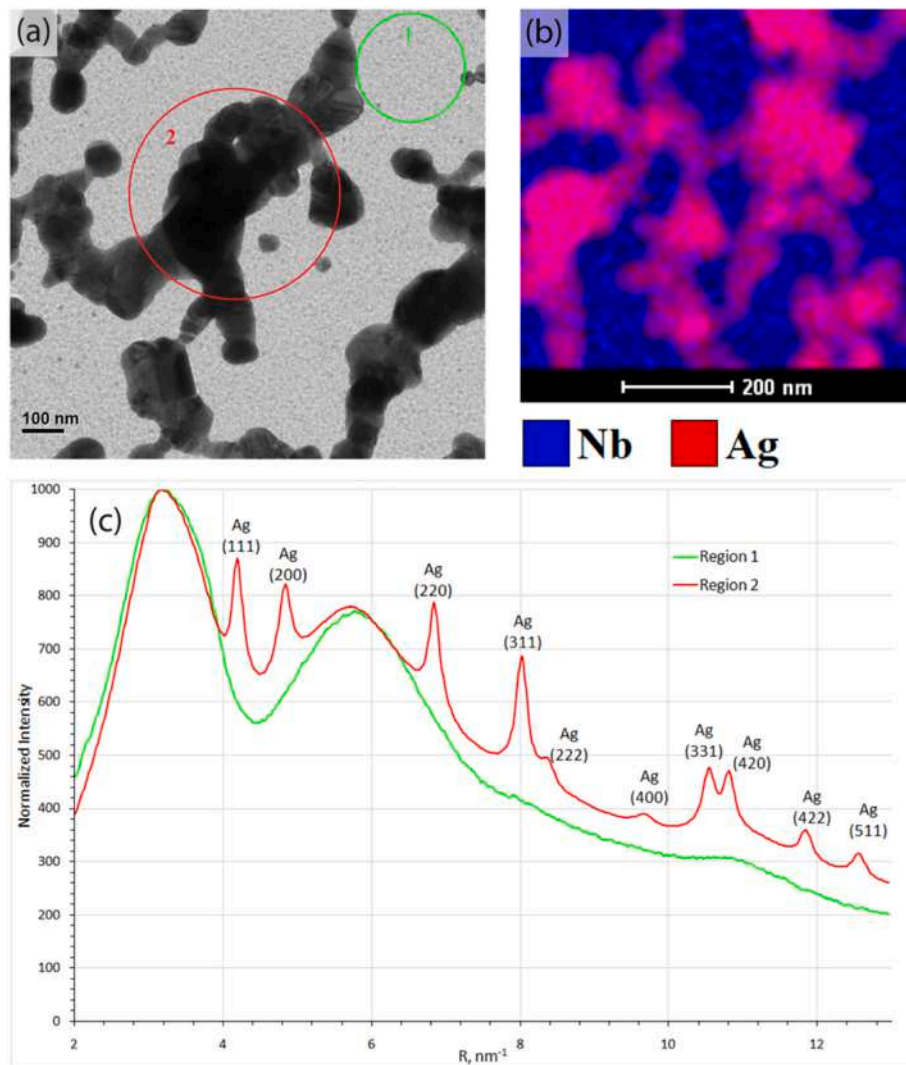 (a)
1
2
100 nm
(b)
200 nm
Nb
Ag
(c)
Normalized Intensity
1000
900
800
700
600
500
400
300
200
100
0
Ag
(111)
Ag
(200)
Ag
(220)
Ag
(311)
Ag
(222)
Ag
(400)
Ag
(331)
Ag
(420)
Ag
(422)
Ag
(511)
Region 1
Region 2
2
4
6
8
10
12
R, nm⁻¹